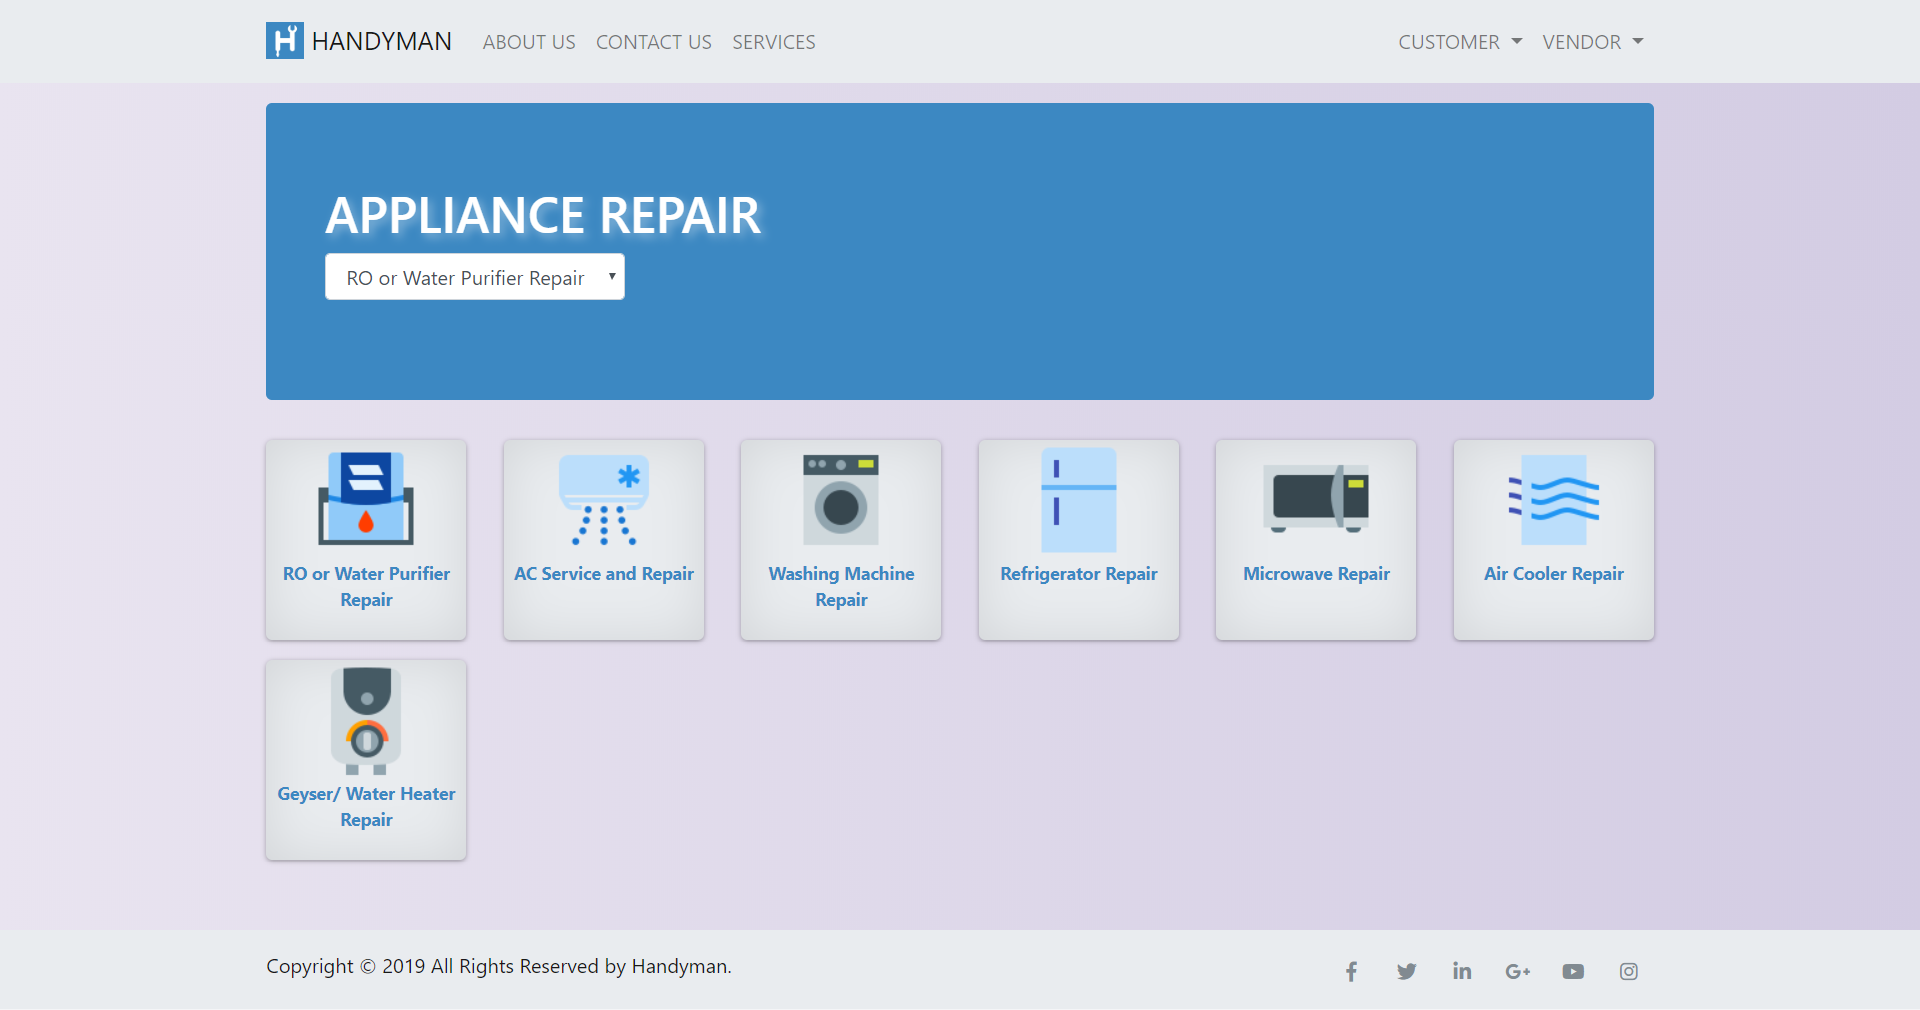 HANDYMAN ABOUT US CONTACT US SERVICES CUSTOMER VENDOR
APPLIANCE REPAIR
RO or Water Purifier Repair
RO or Water Purifier
Repair
AC Service and Repair
Washing Machine
Repair
Refrigerator Repair
Microwave Repair
Air Cooler Repair
Geyser/ Water Heater
Repair
Copyright © 2019 All Rights Reserved by Handyman.